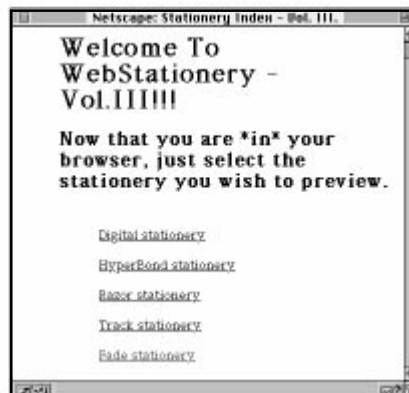 Netscape: Stationery Index - Vol. III.
Welcome To
WebStationery -
Vol.III!!!
Now that you are *in* your
browser, just select the
stationery you wish to preview.
Digital stationery
HyperBond stationery
Razor stationery
Track stationery
Fade stationery